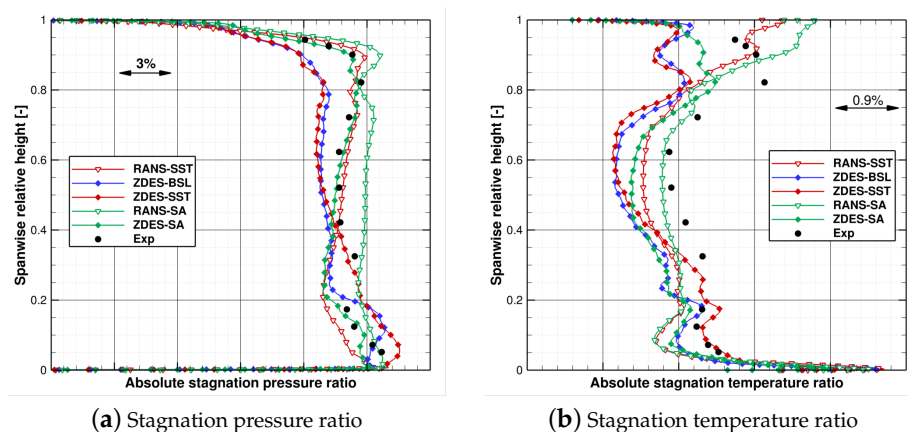 1
0.8
0.6
0.4
0.2
0
Spanwise relative height [-]
3%
RANS-SST
ZDES-BSL
ZDES-SST
RANS-SA
ZDES-SA
Exp
Absolute stagnation pressure ratio
(a) Stagnation pressure ratio
1
0.8
0.6
0.4
0.2
0
Spanwise relative height [-]
0.9%
RANS-SST
ZDES-BSL
ZDES-SST
RANS-SA
ZDES-SA
Exp
Absolute stagnation temperature ratio
(b) Stagnation temperature ratio